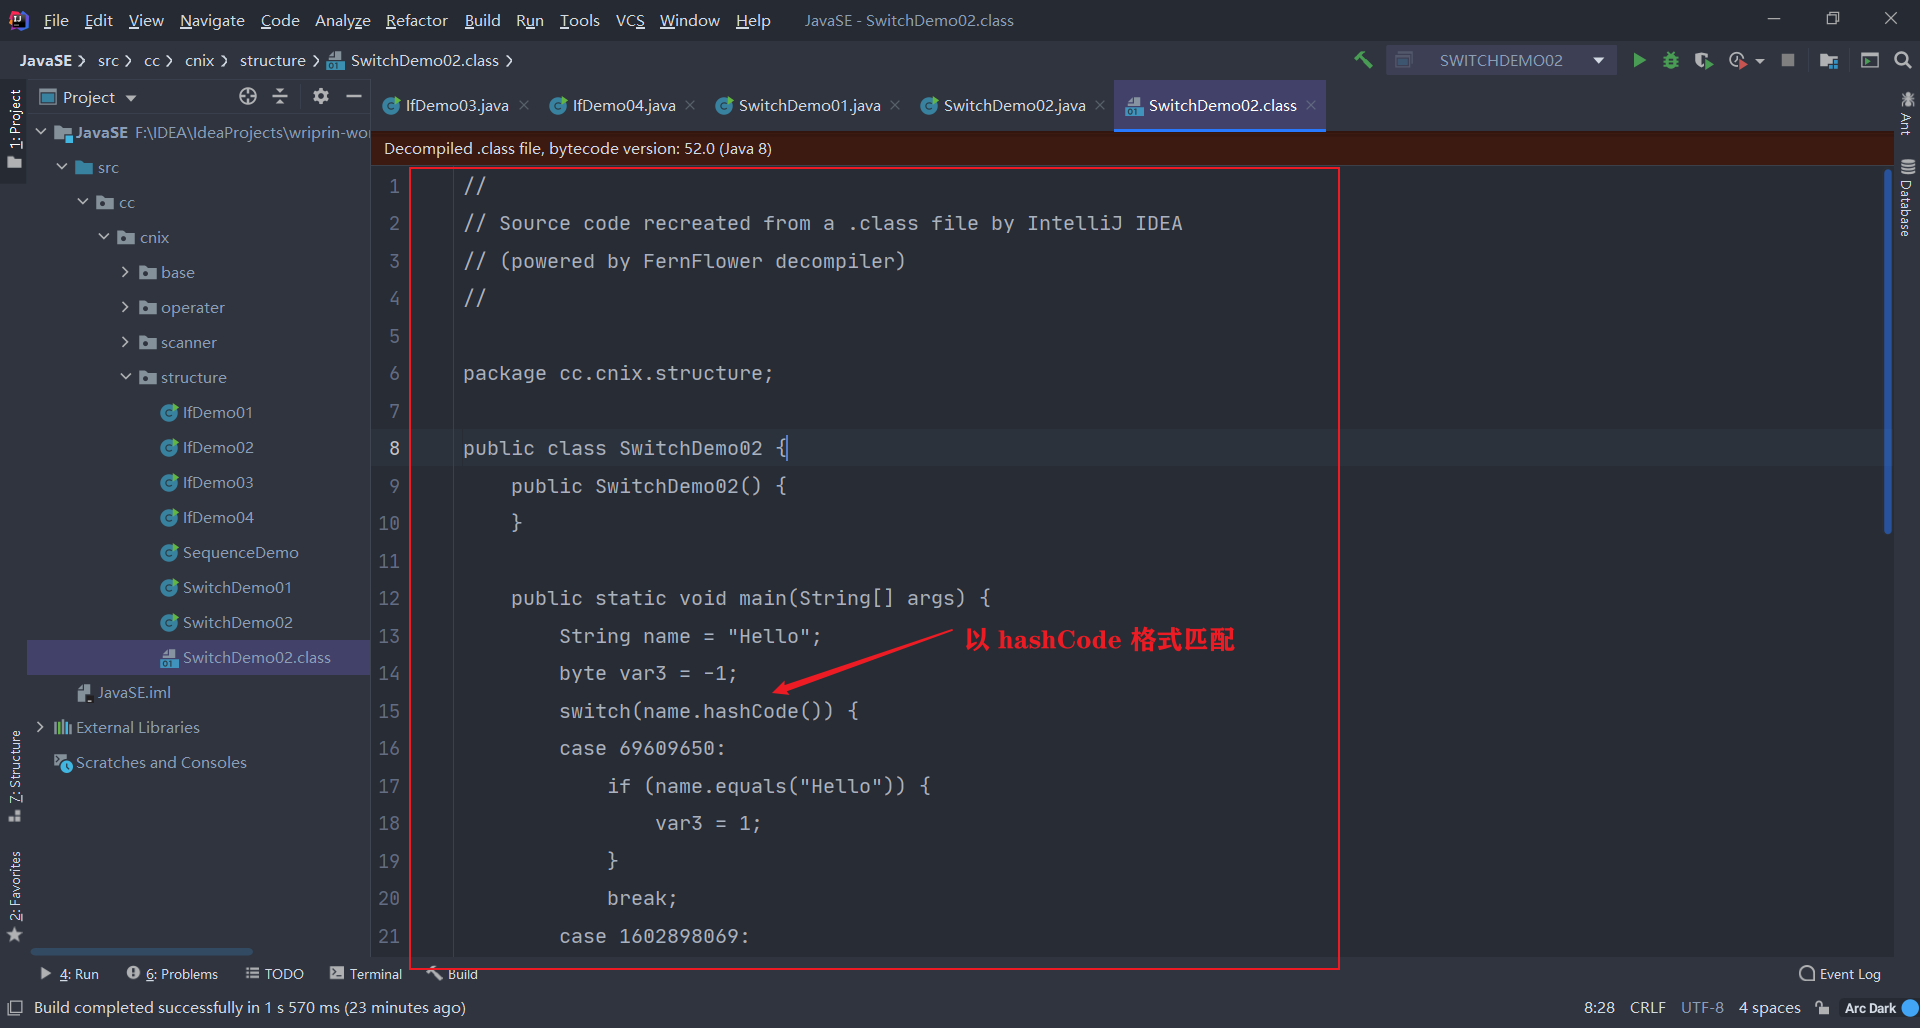 File Edit View Navigate Code Analyze Refactor Build Run Tools VCS Window Help JavaSE - SwitchDemo02.class
JavaSE src cc cnix structure SwitchDemo02.class SWITCHDEMO02
Project
IfDemo03.java IfDemo04.java SwitchDemo01.java SwitchDemo02.java SwitchDemo02.class
1: Project
7: Structure
2: Favorites
JavaSE F:\IDEA\IdeaProjects\wriprin-wor
src
cc
cnix
base
operater
scanner
structure
IfDemo01
IfDemo02
IfDemo03
IfDemo04
SequenceDemo
SwitchDemo01
SwitchDemo02
SwitchDemo02.class
JavaSE.iml
External Libraries
Scratches and Consoles
Decompiled .class file, bytecode version: 52.0 (Java 8)
1 //
2 // Source code recreated from a .class file by IntelliJ IDEA
3 // (powered by FernFlower decompiler)
4 //
5
6 package cc.cnix.structure;
7
8 public class SwitchDemo02 {
9 public SwitchDemo02() {
10 }
11
12 public static void main(String[] args) {
13 String name = "Hello";
以 hashCode 格式匹配
14 byte var3 = -1;
15 switch(name.hashCode()) {
16 case 69609650:
17 if (name.equals("Hello")) {
18 var3 = 1;
19 }
20 break;
21 case 1602898069:
Ant
Database
4: Run 6: Problems TODO Terminal Build Event Log
Build completed successfully in 1 s 570 ms (23 minutes ago) 8:28 CRLF UTF-8 4 spaces Arc Dark